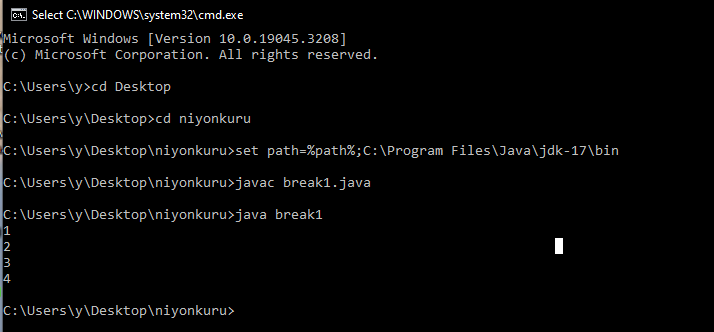 Select C:\WINDOWS\system32\cmd.exe
Microsoft Windows [Version 10.0.19045.3208]
(c) Microsoft Corporation. All rights reserved.
C:\Users\y>cd Desktop
C:\Users\y\Desktop>cd niyonkuru
C:\Users\y\Desktop\niyonkuru>set path=%path%;C:\Program Files\Java\jdk-17\bin
C:\Users\y\Desktop\niyonkuru>javac break1.java
C:\Users\y\Desktop\niyonkuru>java break1
1
2
3
4
C:\Users\y\Desktop\niyonkuru>